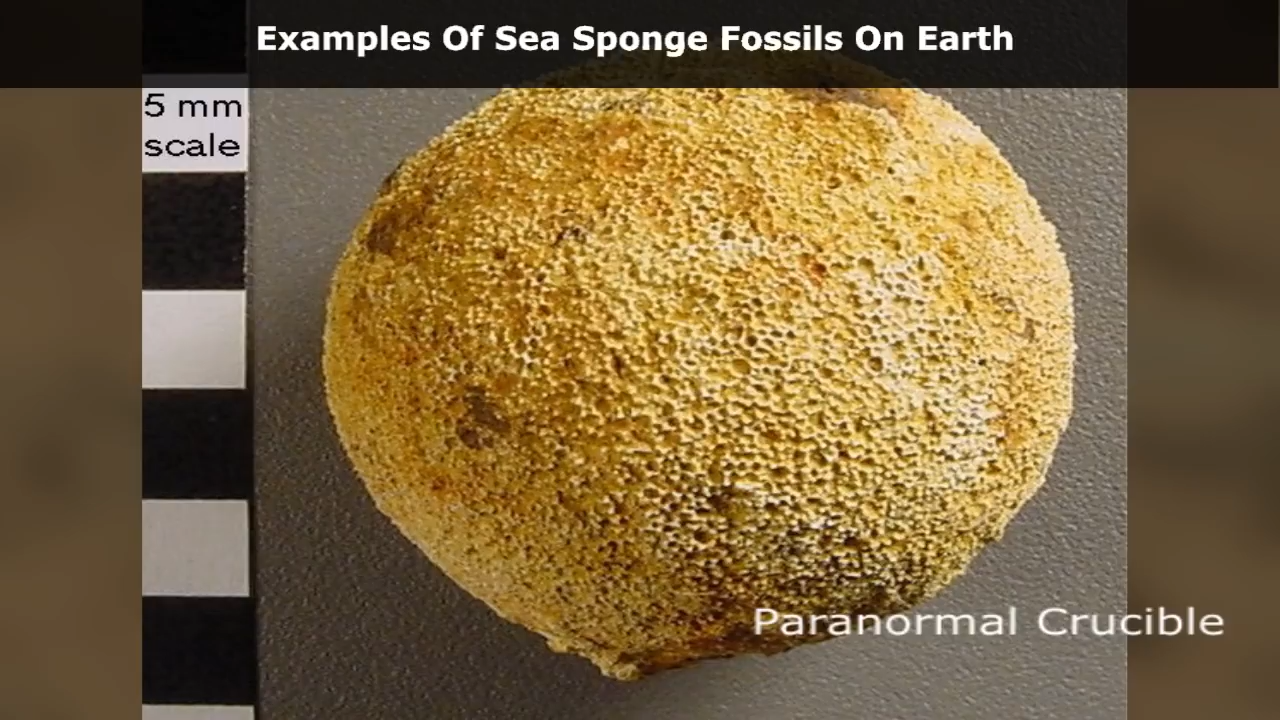 Examples Of Sea Sponge Fossils On Earth
5 mm
scale
Paranormal Crucible